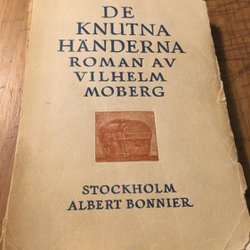 DE
KNUTNA
HÄNDERNA
ROMAN AV
VILHELM
MOBERG
STOCKHOLM
ALBERT BONNIER